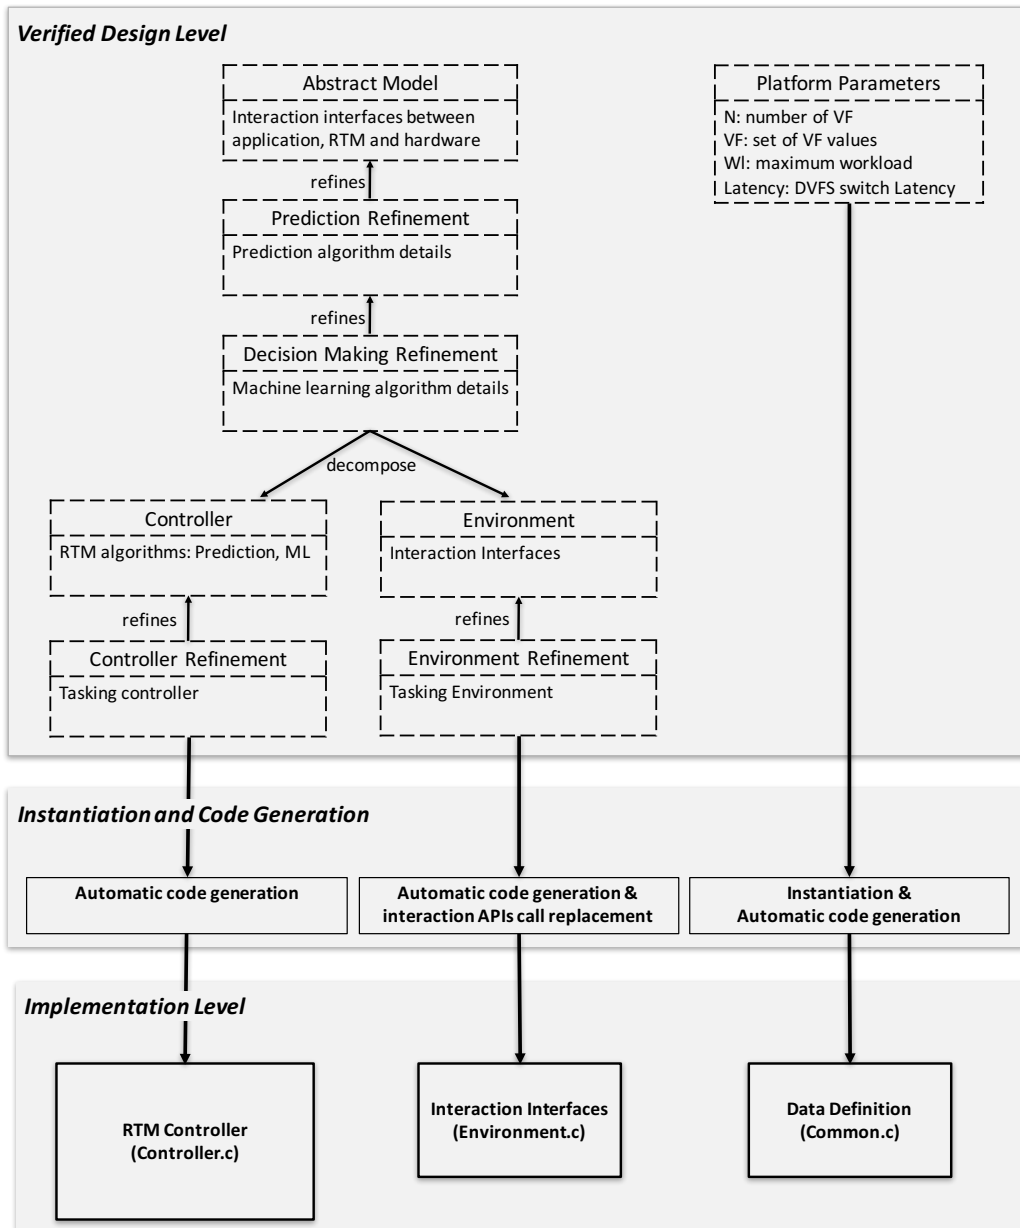 Verified Design Level
Abstract Model
Interaction interfaces between
application, RTM and hardware
Platform Parameters
N: number of VF
VF: set of VF values
Wl: maximum workload
Latency: DVFS switch Latency
refines
Prediction Refinement
Prediction algorithm details
refines
Decision Making Refinement
Machine learning algorithm details
decompose
Controller
RTM algorithms: Prediction, ML
Environment
Interaction Interfaces
refines
refines
Controller Refinement
Tasking controller
Environment Refinement
Tasking Environment
Instantiation and Code Generation
Automatic code generation
Automatic code generation &
interaction APIs call replacement
Instantiation &
Automatic code generation
Implementation Level
RTM Controller
(Controller.c)
Interaction Interfaces
(Environment.c)
Data Definition
(Common.c)